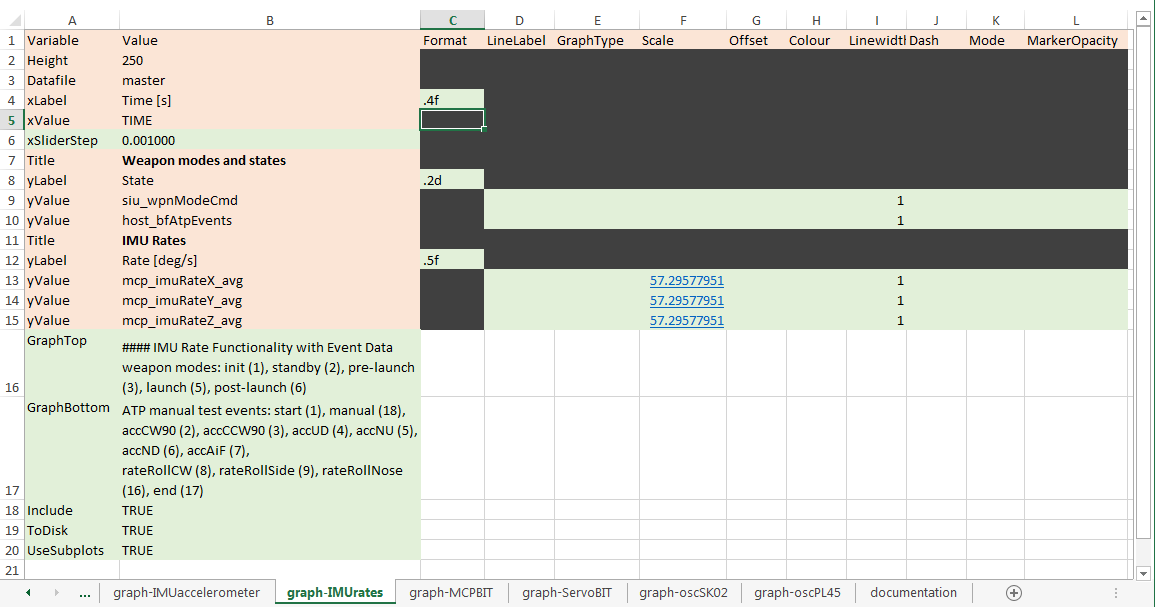 A B C D E F G H I J K L
1 Variable Value Format LineLabel GraphType Scale Offset Colour Linewidth Dash Mode MarkerOpacity
2 Height 250
3 Datafile master
4 xLabel Time [s] .4f
5 xValue TIME
6 xSliderStep 0.001000
7 Title Weapon modes and states
8 yLabel State .2d
9 yValue siu_wpnModeCmd 1
10 yValue host_bfAtpEvents 1
11 Title IMU Rates
12 yLabel Rate [deg/s] .5f
13 yValue mcp_imuRateX_avg 57.29577951 1
14 yValue mcp_imuRateY_avg 57.29577951 1
15 yValue mcp_imuRateZ_avg 57.29577951 1
GraphTop
#### IMU Rate Functionality with Event Data
weapon modes: init (1), standby (2), pre-launch
16 (3), launch (5), post-launch (6)
GraphBottom ATP manual test events: start (1), manual (18),
accCW90 (2), accCCW90 (3), accUD (4), accNU (5),
accND (6), accAiF (7),
rateRollCW (8), rateRollSide (9), rateRollNose
17 (16), end (17)
18 Include TRUE
19 ToDisk TRUE
20 UseSubplots TRUE
21
... graph-IMUaccelerometer graph-IMUrates graph-MCPBIT graph-ServoBIT graph-oscSK02 graph-oscPL45 documentation